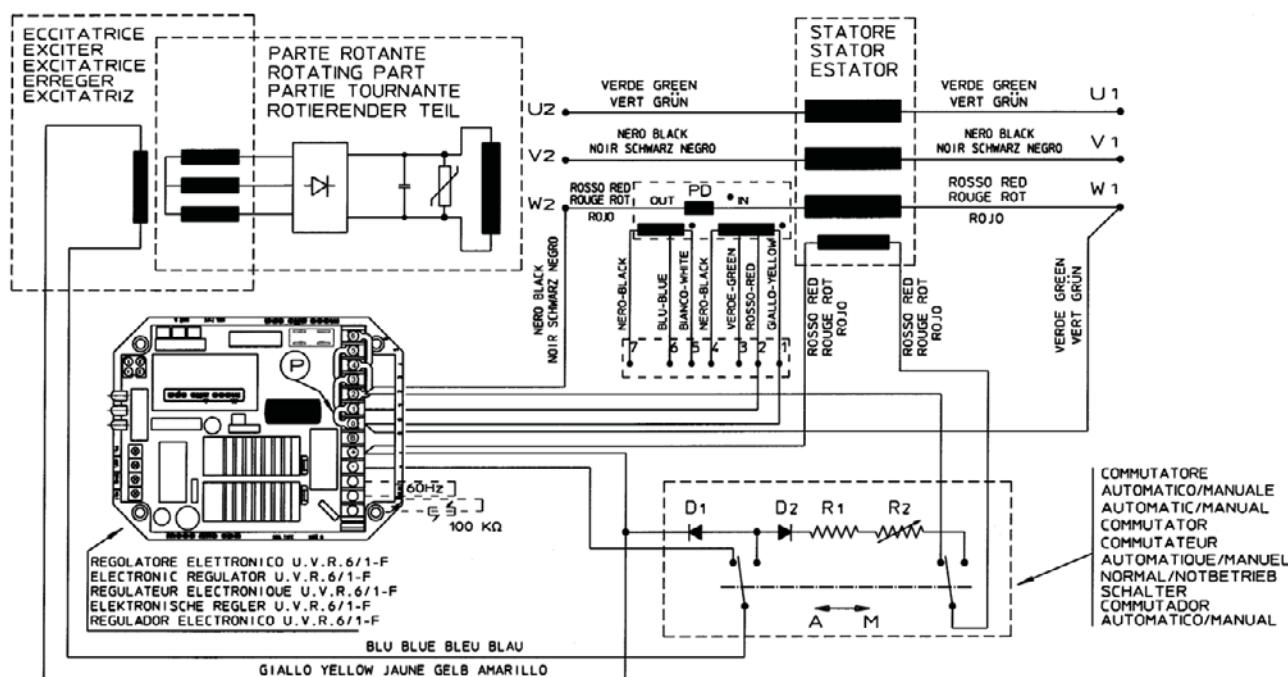 ECCITATRICE
EXCITER
EXCITATRICE
ERREGER
EXCITATRIZ
PARTE ROTANTE
ROTATING PART
PARTIE TOURNANTE
ROTIERENDER TEIL
STATORE
STATOR
ESTATOR
U2
VERDE GREEN
VERT GRÜN
VERDE GREEN
VERT GRÜN
U1
V2
NERO BLACK
NOIR SCHWARZ NEGRO
NERO BLACK
NOIR SCHWARZ NEGRO
V1
W2
ROSSO RED
ROUGE ROT
ROJO
OUT
PD
IN
ROSSO RED
ROUGE ROT
ROJO
W1
NERO BLACK
NOIR SCHWARZ NEGRO
NERO-BLACK
BLU-BLUE
BIANCO-WHITE
NERO-BLACK
VERDE-GREEN
ROSSO-RED
GIALLO-YELLOW
7 6 5 4 3 2 1
ROSSO RED
ROUGE ROT
ROJO
ROSSO RED
ROUGE ROT
ROJO
VERDE GREEN
VERT GRÜN
P
60Hz
100 KΩ
REGOLATORE ELETTRONICO U.V.R.6/1-F
ELECTRONIC REGULATOR U.V.R.6/1-F
REGULATEUR ELECTRONIQUE U.V.R.6/1-F
ELEKTRONISCHE REGLER U.V.R.6/1-F
REGULADOR ELECTRONICO U.V.R.6/1-F
D1
D2
R1
R2
A
M
COMMUTATORE
AUTOMATICO/MANUALE
AUTOMATIC/MANUAL
COMMUTATOR
COMMUTATEUR
AUTOMATIQUE/MANUEL
NORMAL/NOTBETRIEB
SCHALTER
COMMUTADOR
AUTOMATICO/MANUAL
BLU BLUE BLEU BLAU
GIALLO YELLOW JAUNE GELB AMARILLO